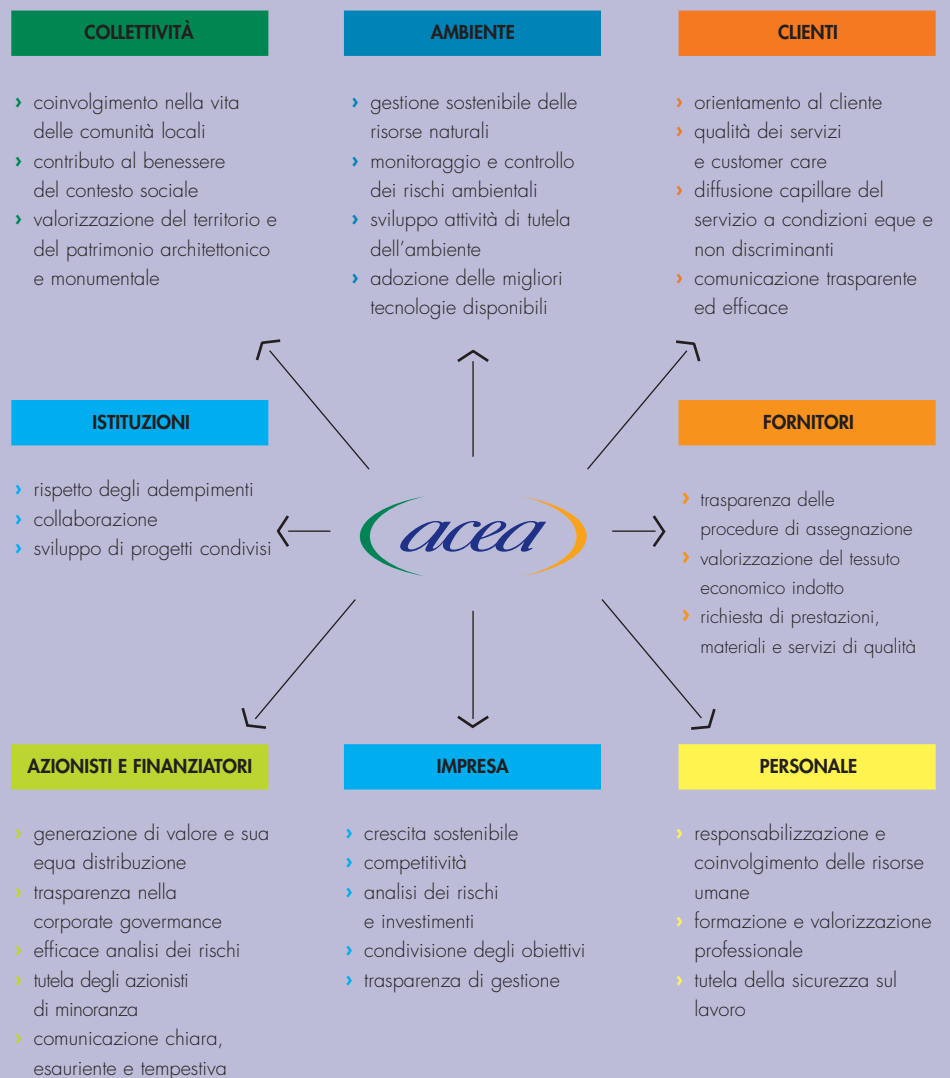 COLLETTIVITÀ
› coinvolgimento nella vita
delle comunità locali
› contributo al benessere
del contesto sociale
› valorizzazione del territorio e
del patrimonio architettonico
e monumentale
AMBIENTE
› gestione sostenibile delle
risorse naturali
› monitoraggio e controllo
dei rischi ambientali
› sviluppo attività di tutela
dell'ambiente
› adozione delle migliori
tecnologie disponibili
CLIENTI
› orientamento al cliente
› qualità dei servizi
e customer care
› diffusione capillare del
servizio a condizioni eque e
non discriminanti
› comunicazione trasparente
ed efficace
ISTITUZIONI
› rispetto degli adempimenti
› collaborazione
› sviluppo di progetti condivisi
acea
FORNITORI
› trasparenza delle
procedure di assegnazione
› valorizzazione del tessuto
economico indotto
› richiesta di prestazioni,
materiali e servizi di qualità
AZIONISTI E FINANZIATORI
› generazione di valore e sua
equa distribuzione
› trasparenza nella
corporate governance
› efficace analisi dei rischi
› tutela degli azionisti
di minoranza
› comunicazione chiara,
esauriente e tempestiva
IMPRESA
› crescita sostenibile
› competitività
› analisi dei rischi
e investimenti
› condivisione degli obiettivi
› trasparenza di gestione
PERSONALE
› responsabilizzazione e
coinvolgimento delle risorse
umane
› formazione e valorizzazione
professionale
› tutela della sicurezza sul
lavoro